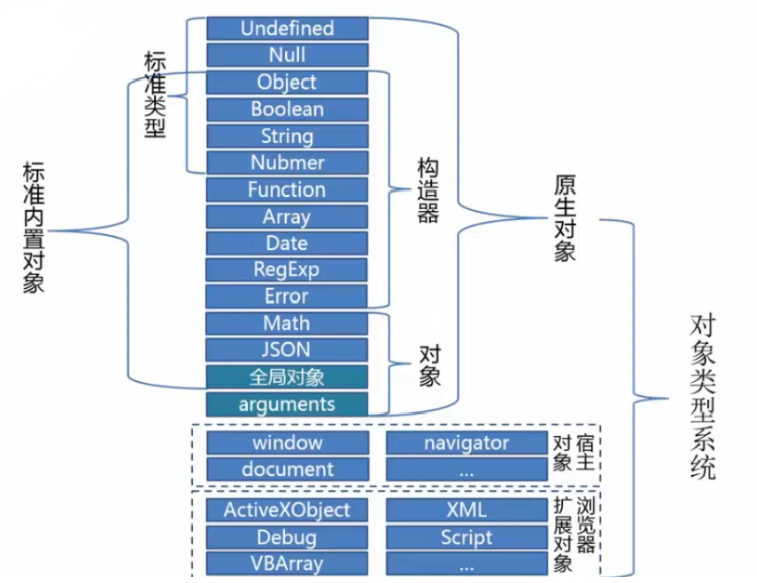 Undefined
Null
Object
Boolean
String
Nubmer
Function
Array
Date
RegExp
Error
Math
JSON
全局对象
arguments
标准类型
标准内置对象
构造器
对象
原生对象
对象类型系统
window
navigator
document
...
宿主对象
ActiveXObject
XML
Debug
Script
VBArray
...
浏览器扩展对象